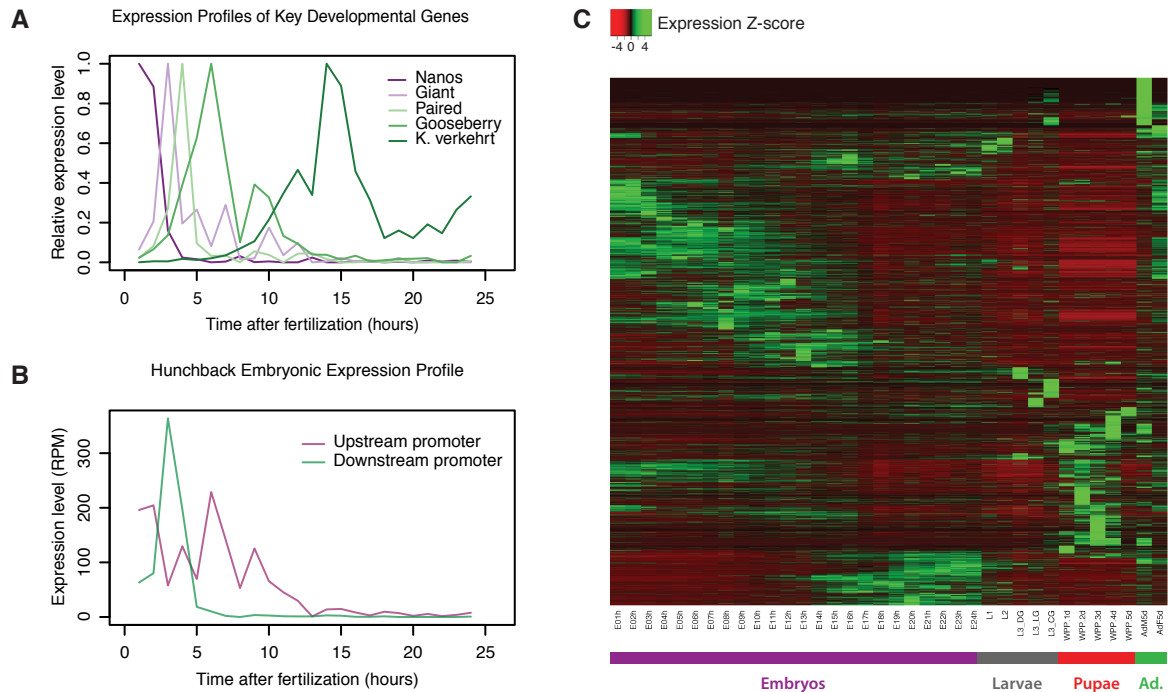 A
Expression Profiles of Key Developmental Genes
Relative expression level
0.0 0.2 0.4 0.6 0.8 1.0
Nanos
Giant
Paired
Gooseberry
K. verkehrt
0 5 10 15 20 25
Time after fertilization (hours)
B
Hunchback Embryonic Expression Profile
Expression level (RPM)
0 100 200 300
Upstream promoter
Downstream promoter
0 5 10 15 20 25
Time after fertilization (hours)
C
Expression Z-score
-4 0 4
E01h E02h E03h E04h E05h E06h E07h E08h E09h E10h E11h E12h E13h E14h E15h E16h E17h E18h E19h E20h E21h E22h E23h E24h L1 L2 L3_DG L3_LG L3_CG WPP.1d WPP.2d WPP.3d WPP.4d WPP.5d AdM5d AdF5d
Embryos Larvae Pupae Ad.